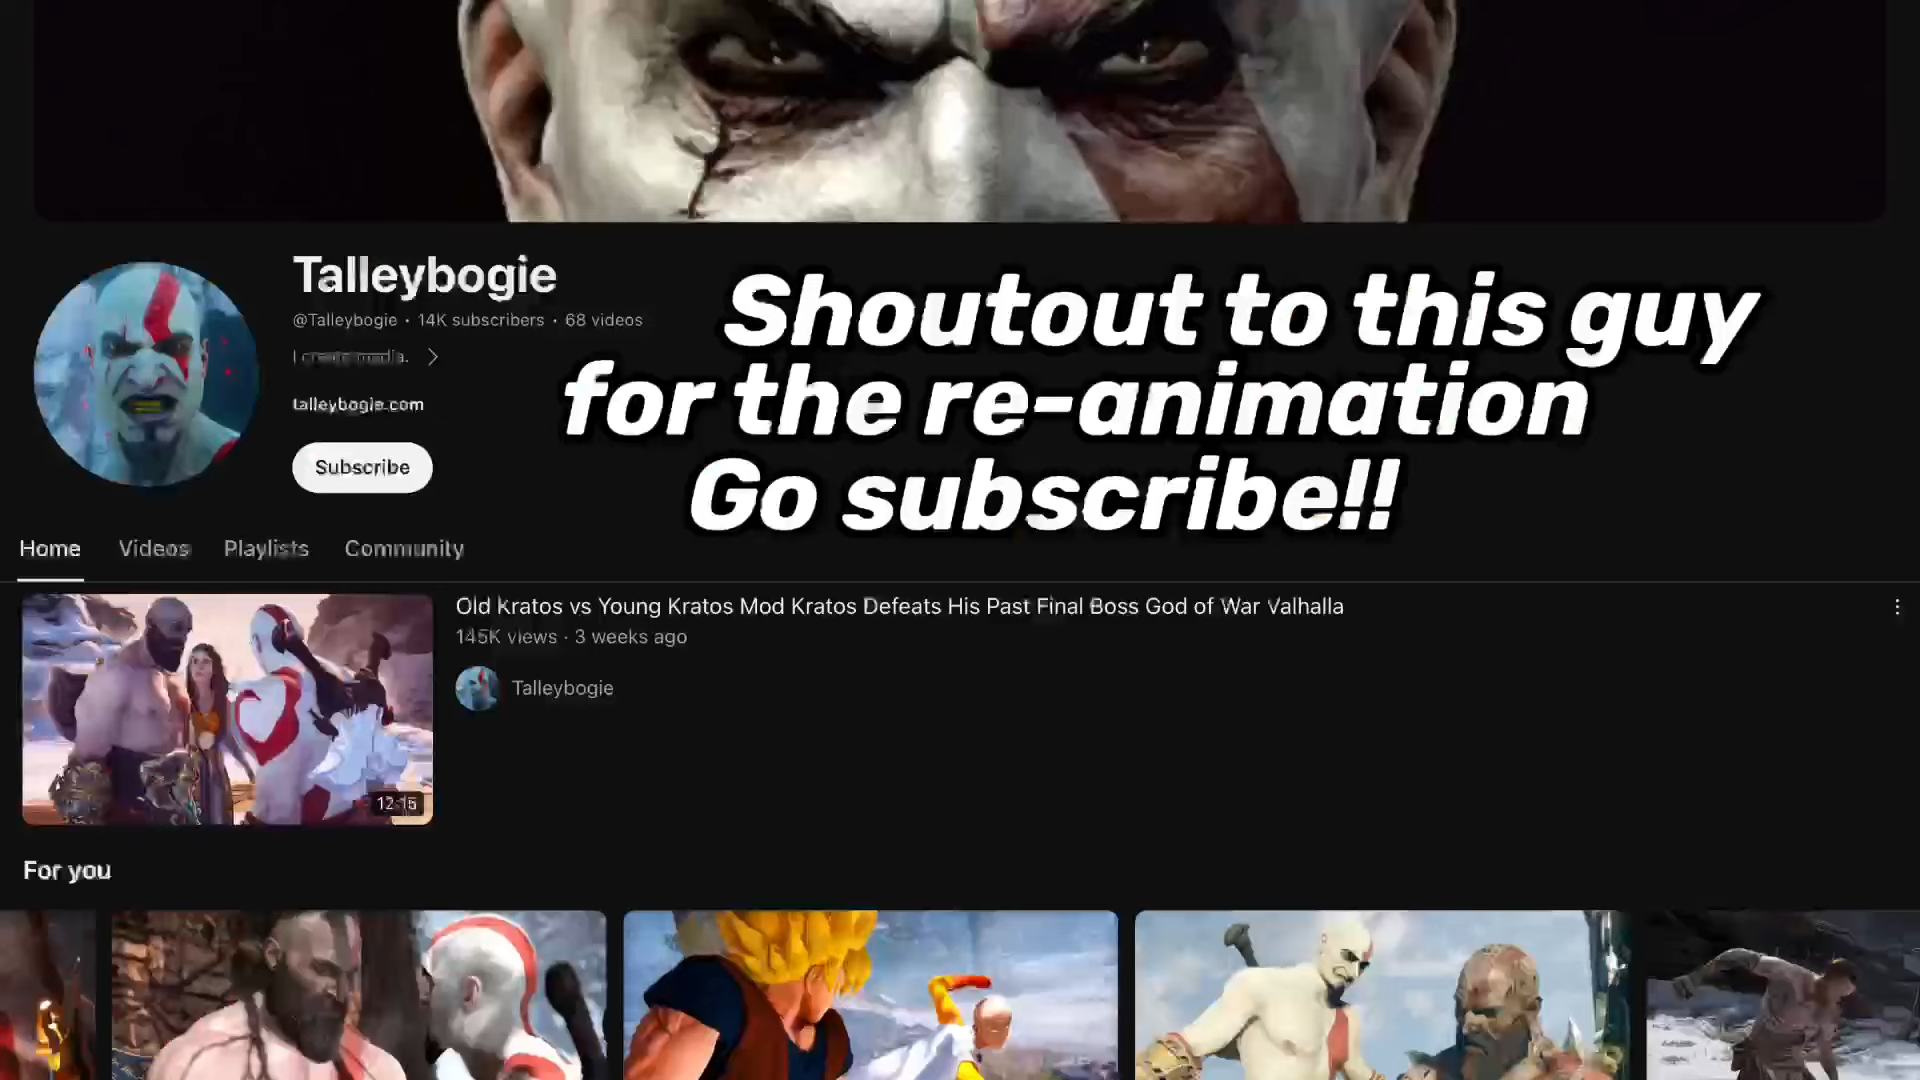 Talleybogie
@Talleybogie • 14K subscribers • 68 videos
I create media.
talleybogie.com
Subscribe
Shoutout to this guy
for the re-animation
Go subscribe!!
Home Videos Playlists Community
Old Kratos vs Young Kratos Mod Kratos Defeats His Past Final Boss God of War Valhalla
145K views · 3 weeks ago
Talleybogie
12:15
For you